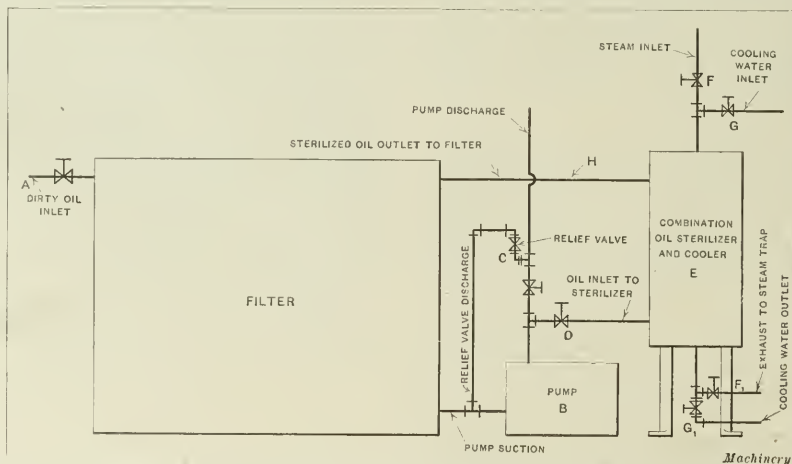 STEAM INLET
COOLING
WATER
INLET
F
PUMP DISCHARGE
G
STERILIZED OIL OUTLET TO FILTER
H
A
DIRTY OIL
INLET
COMBINATION
OIL STERILIZER
AND COOLER
E
RELIEF VALVE
C
RELIEF VALVE DISCHARGE
OIL INLET TO
STERILIZER
FILTER
D
EXHAUST TO STEAM TRAP
COOLING WATER OUTLET
PUMP
B
F₁
G₁
PUMP SUCTION
Machinery